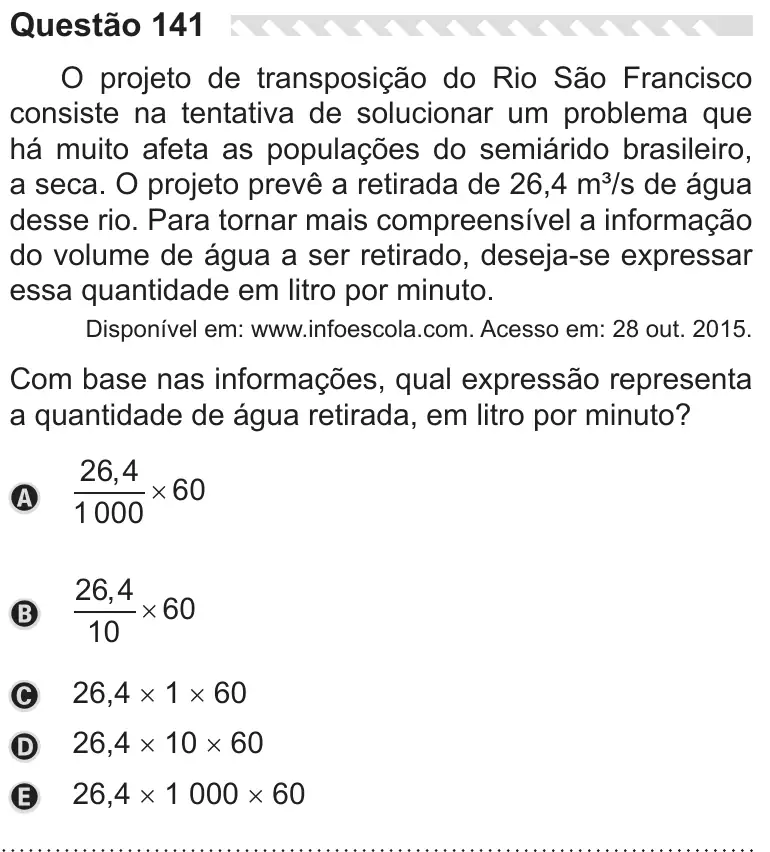 Questão 141
O projeto de transposição do Rio São Francisco
consiste na tentativa de solucionar um problema que
há muito afeta as populações do semiárido brasileiro,
a seca. O projeto prevê a retirada de 26,4 m³/s de água
desse rio. Para tornar mais compreensível a informação
do volume de água a ser retirado, deseja-se expressar
essa quantidade em litro por minuto.
Disponível em: www.infoescola.com. Acesso em: 28 out. 2015.
Com base nas informações, qual expressão representa
a quantidade de água retirada, em litro por minuto?
A 26,4/1 000 × 60
B 26,4/10 × 60
C 26,4 × 1 × 60
D 26,4 × 10 × 60
E 26,4 × 1 000 × 60